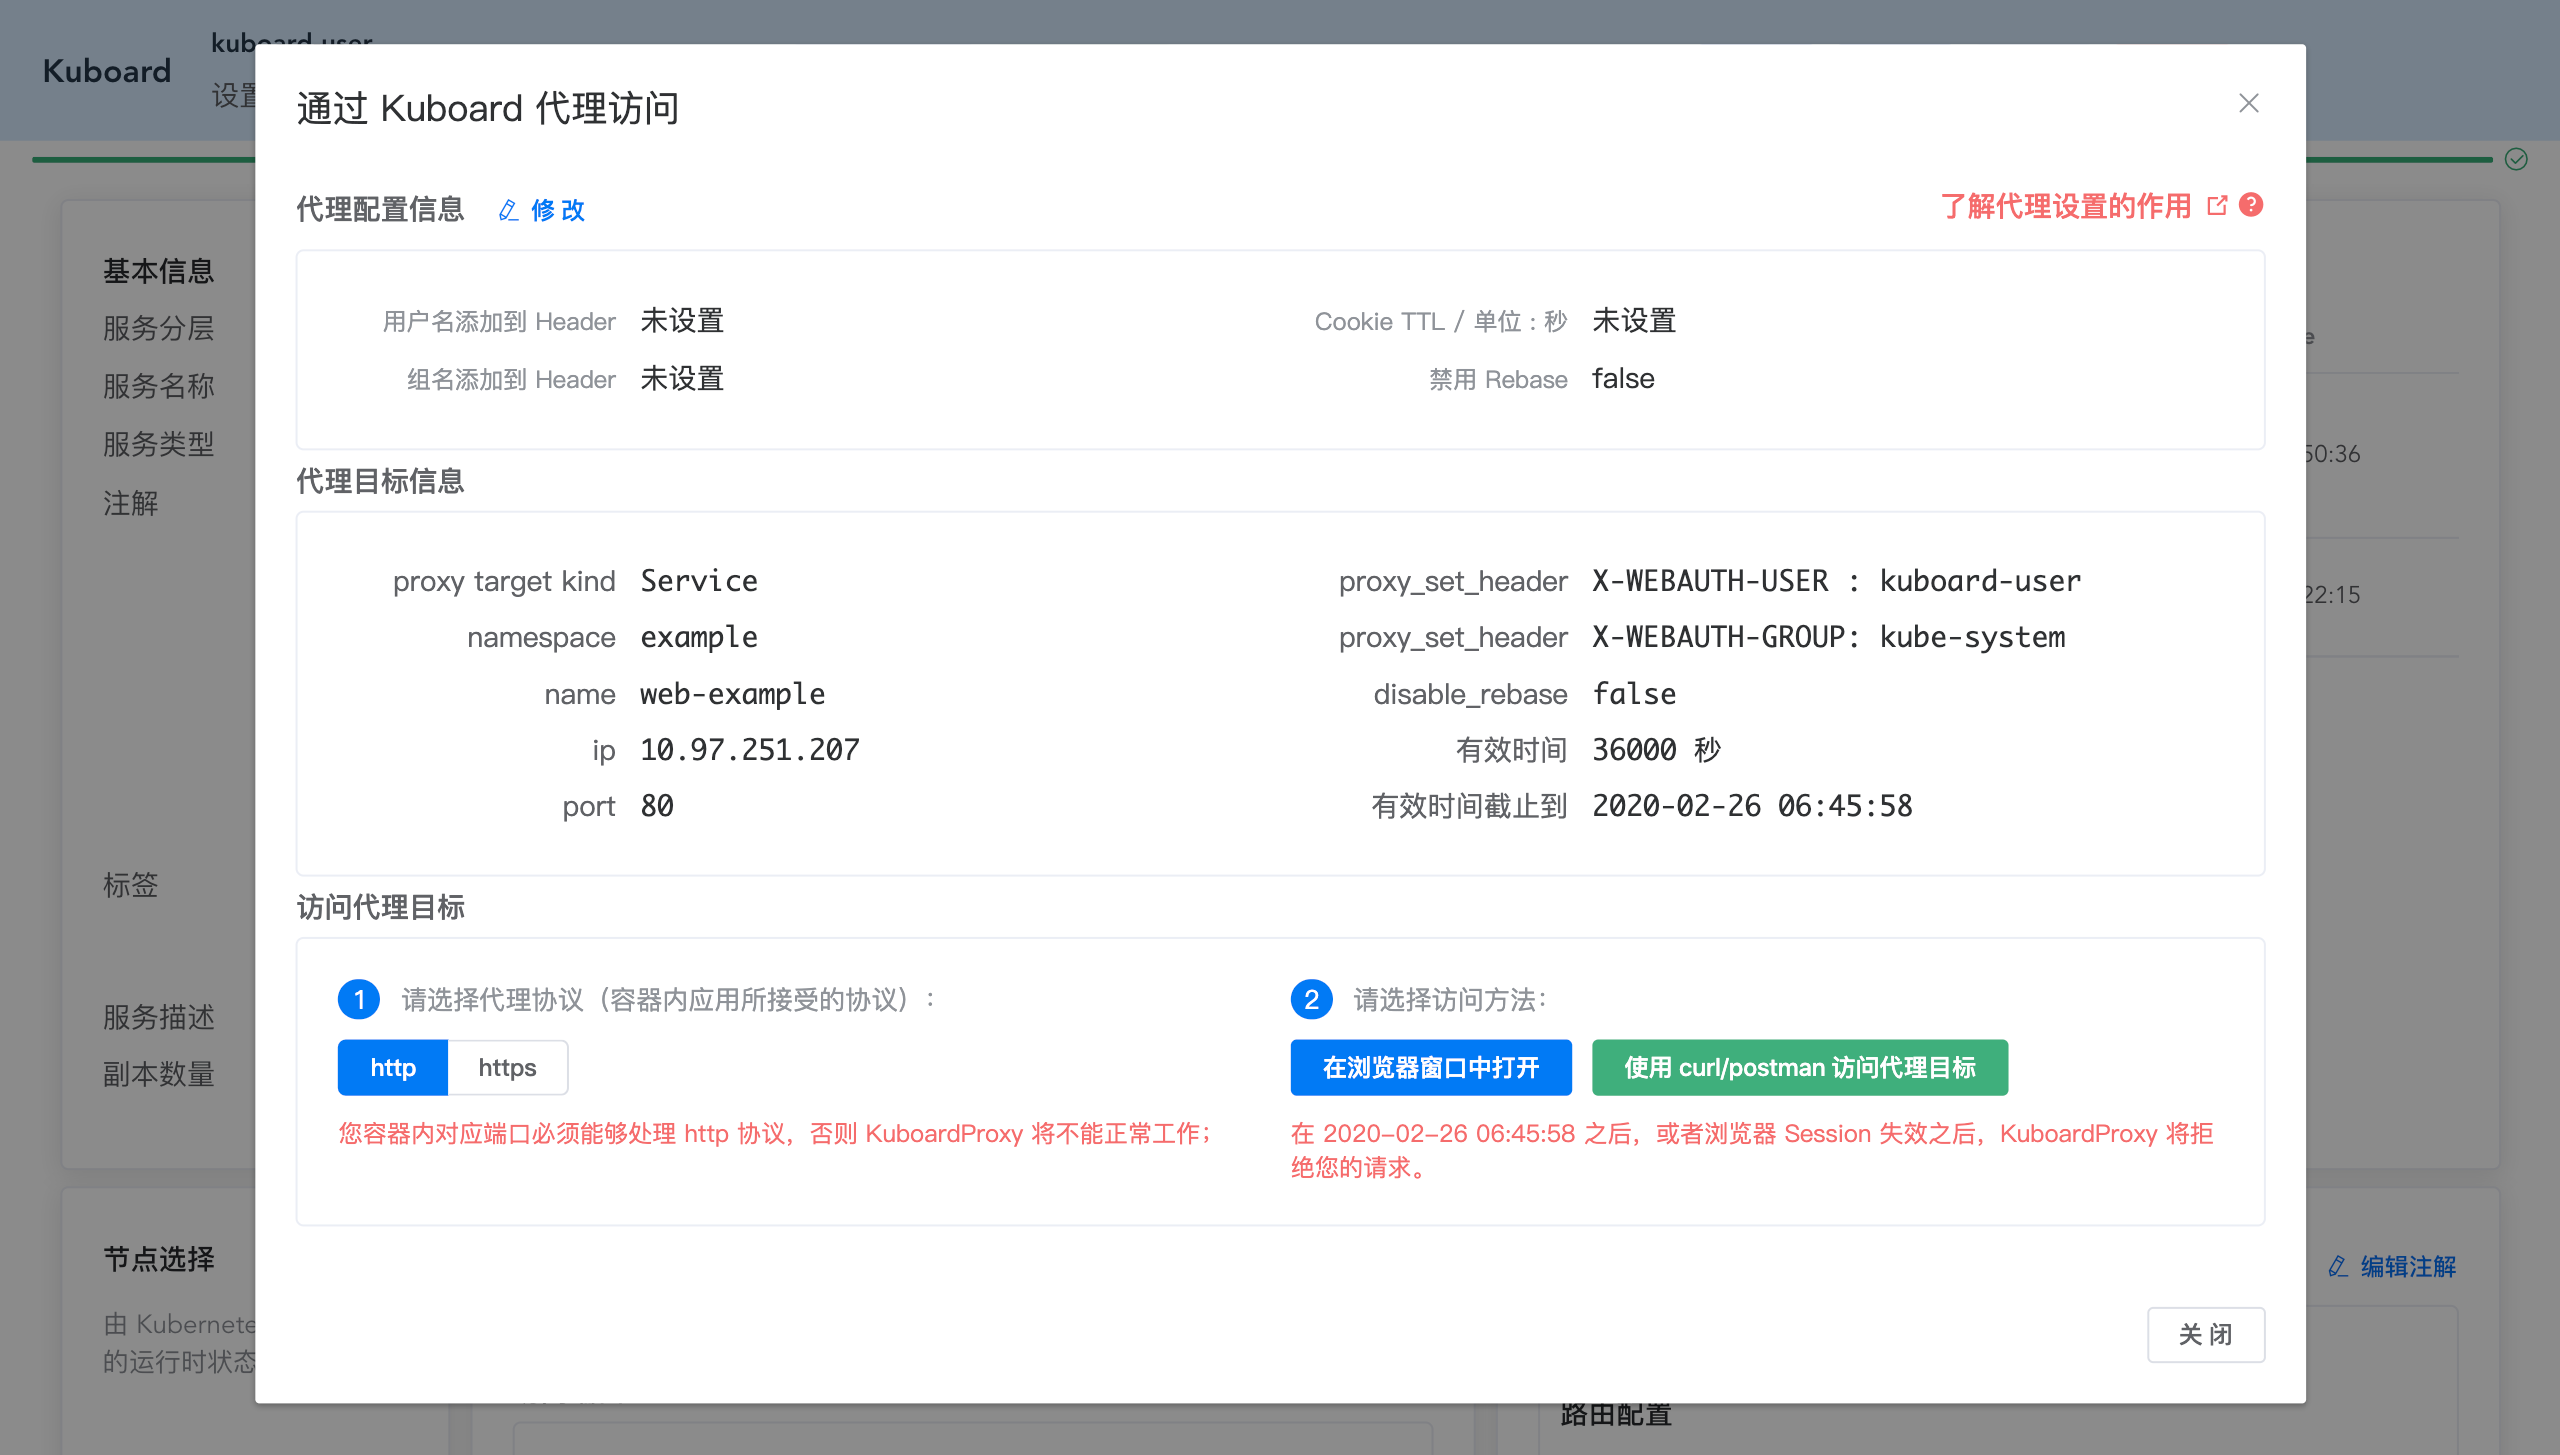 Kuboard
kuboard-user
设置
通过 Kuboard 代理访问
代理配置信息 修 改
了解代理设置的作用
用户名添加到 Header 未设置
Cookie TTL / 单位 : 秒 未设置
组名添加到 Header 未设置
禁用 Rebase false
代理目标信息
proxy target kind Service
proxy_set_header X-WEBAUTH-USER : kuboard-user
namespace example
proxy_set_header X-WEBAUTH-GROUP: kube-system
name web-example
disable_rebase false
ip 10.97.251.207
有效时间 36000 秒
port 80
有效时间截止到 2020-02-26 06:45:58
访问代理目标
1 请选择代理协议（容器内应用所接受的协议）：
http https
您容器内对应端口必须能够处理 http 协议，否则 KuboardProxy 将不能正常工作；
2 请选择访问方法：
在浏览器窗口中打开 使用 curl/postman 访问代理目标
在 2020-02-26 06:45:58 之后，或者浏览器 Session 失效之后，KuboardProxy 将拒
绝您的请求。
关 闭
基本信息
服务分层
服务名称
服务类型
注解
标签
服务描述
副本数量
节点选择
由 Kubernete
的运行时状态
50:36
22:15
编辑注解
路由配置